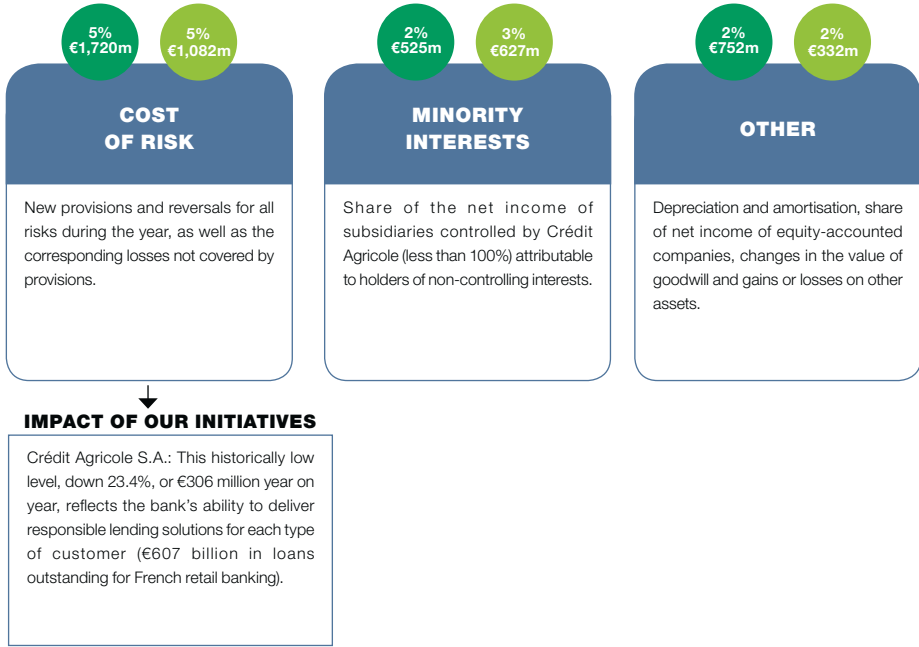 5%
€1,720m
5%
€1,082m
COST
OF RISK
New provisions and reversals for all
risks during the year, as well as the
corresponding losses not covered by
provisions.
2%
€525m
3%
€627m
MINORITY
INTERESTS
Share of the net income of
subsidiaries controlled by Crédit
Agricole (less than 100%) attributable
to holders of non-controlling interests.
2%
€752m
2%
€332m
OTHER
Depreciation and amortisation, share
of net income of equity-accounted
companies, changes in the value of
goodwill and gains or losses on other
assets.
IMPACT OF OUR INITIATIVES
Crédit Agricole S.A.: This historically low
level, down 23.4%, or €306 million year on
year, reflects the bank’s ability to deliver
responsible lending solutions for each type
of customer (€607 billion in loans
outstanding for French retail banking).